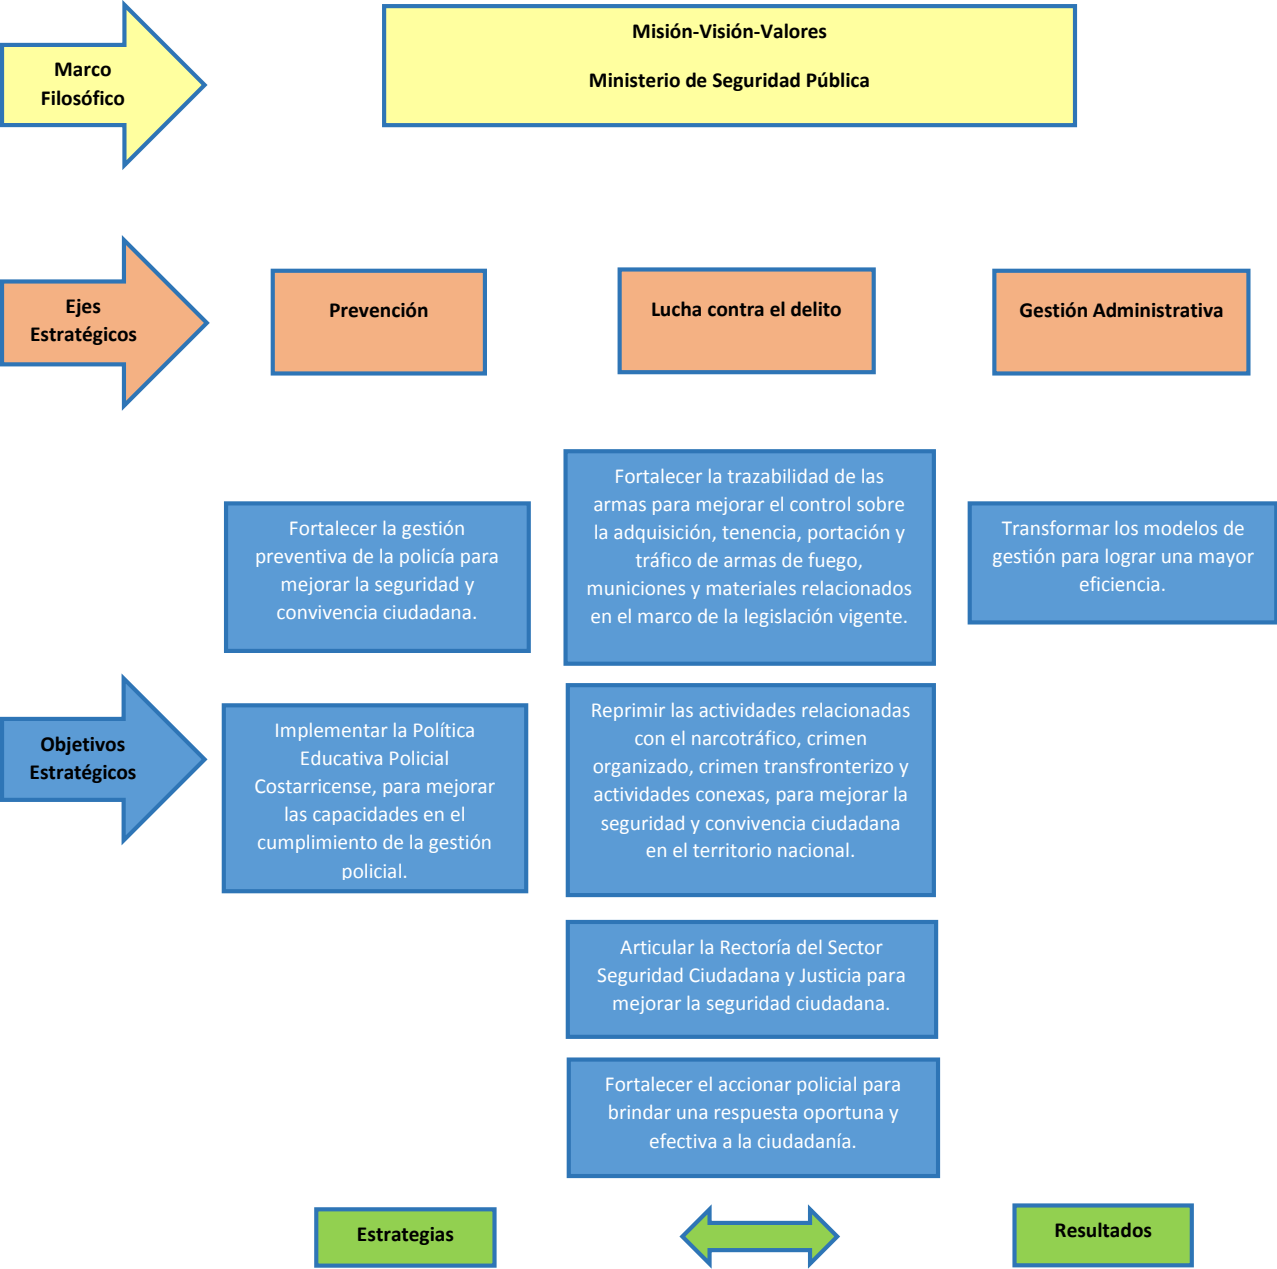 Marco
Filosófico
Misión-Visión-Valores
Ministerio de Seguridad Pública
Ejes
Estratégicos
Prevención
Lucha contra el delito
Gestión Administrativa
Objetivos
Estratégicos
Fortalecer la gestión
preventiva de la policía para
mejorar la seguridad y
convivencia ciudadana.
Implementar la Política
Educativa Policial
Costarricense, para mejorar
las capacidades en el
cumplimiento de la gestión
policial.
Fortalecer la trazabilidad de las
armas para mejorar el control sobre
la adquisición, tenencia, portación y
tráfico de armas de fuego,
municiones y materiales relacionados
en el marco de la legislación vigente.
Reprimir las actividades relacionadas
con el narcotráfico, crimen
organizado, crimen transfronterizo y
actividades conexas, para mejorar la
seguridad y convivencia ciudadana
en el territorio nacional.
Articular la Rectoría del Sector
Seguridad Ciudadana y Justicia para
mejorar la seguridad ciudadana.
Fortalecer el accionar policial para
brindar una respuesta oportuna y
efectiva a la ciudadanía.
Transformar los modelos de
gestión para lograr una mayor
eficiencia.
Estrategias
Resultados